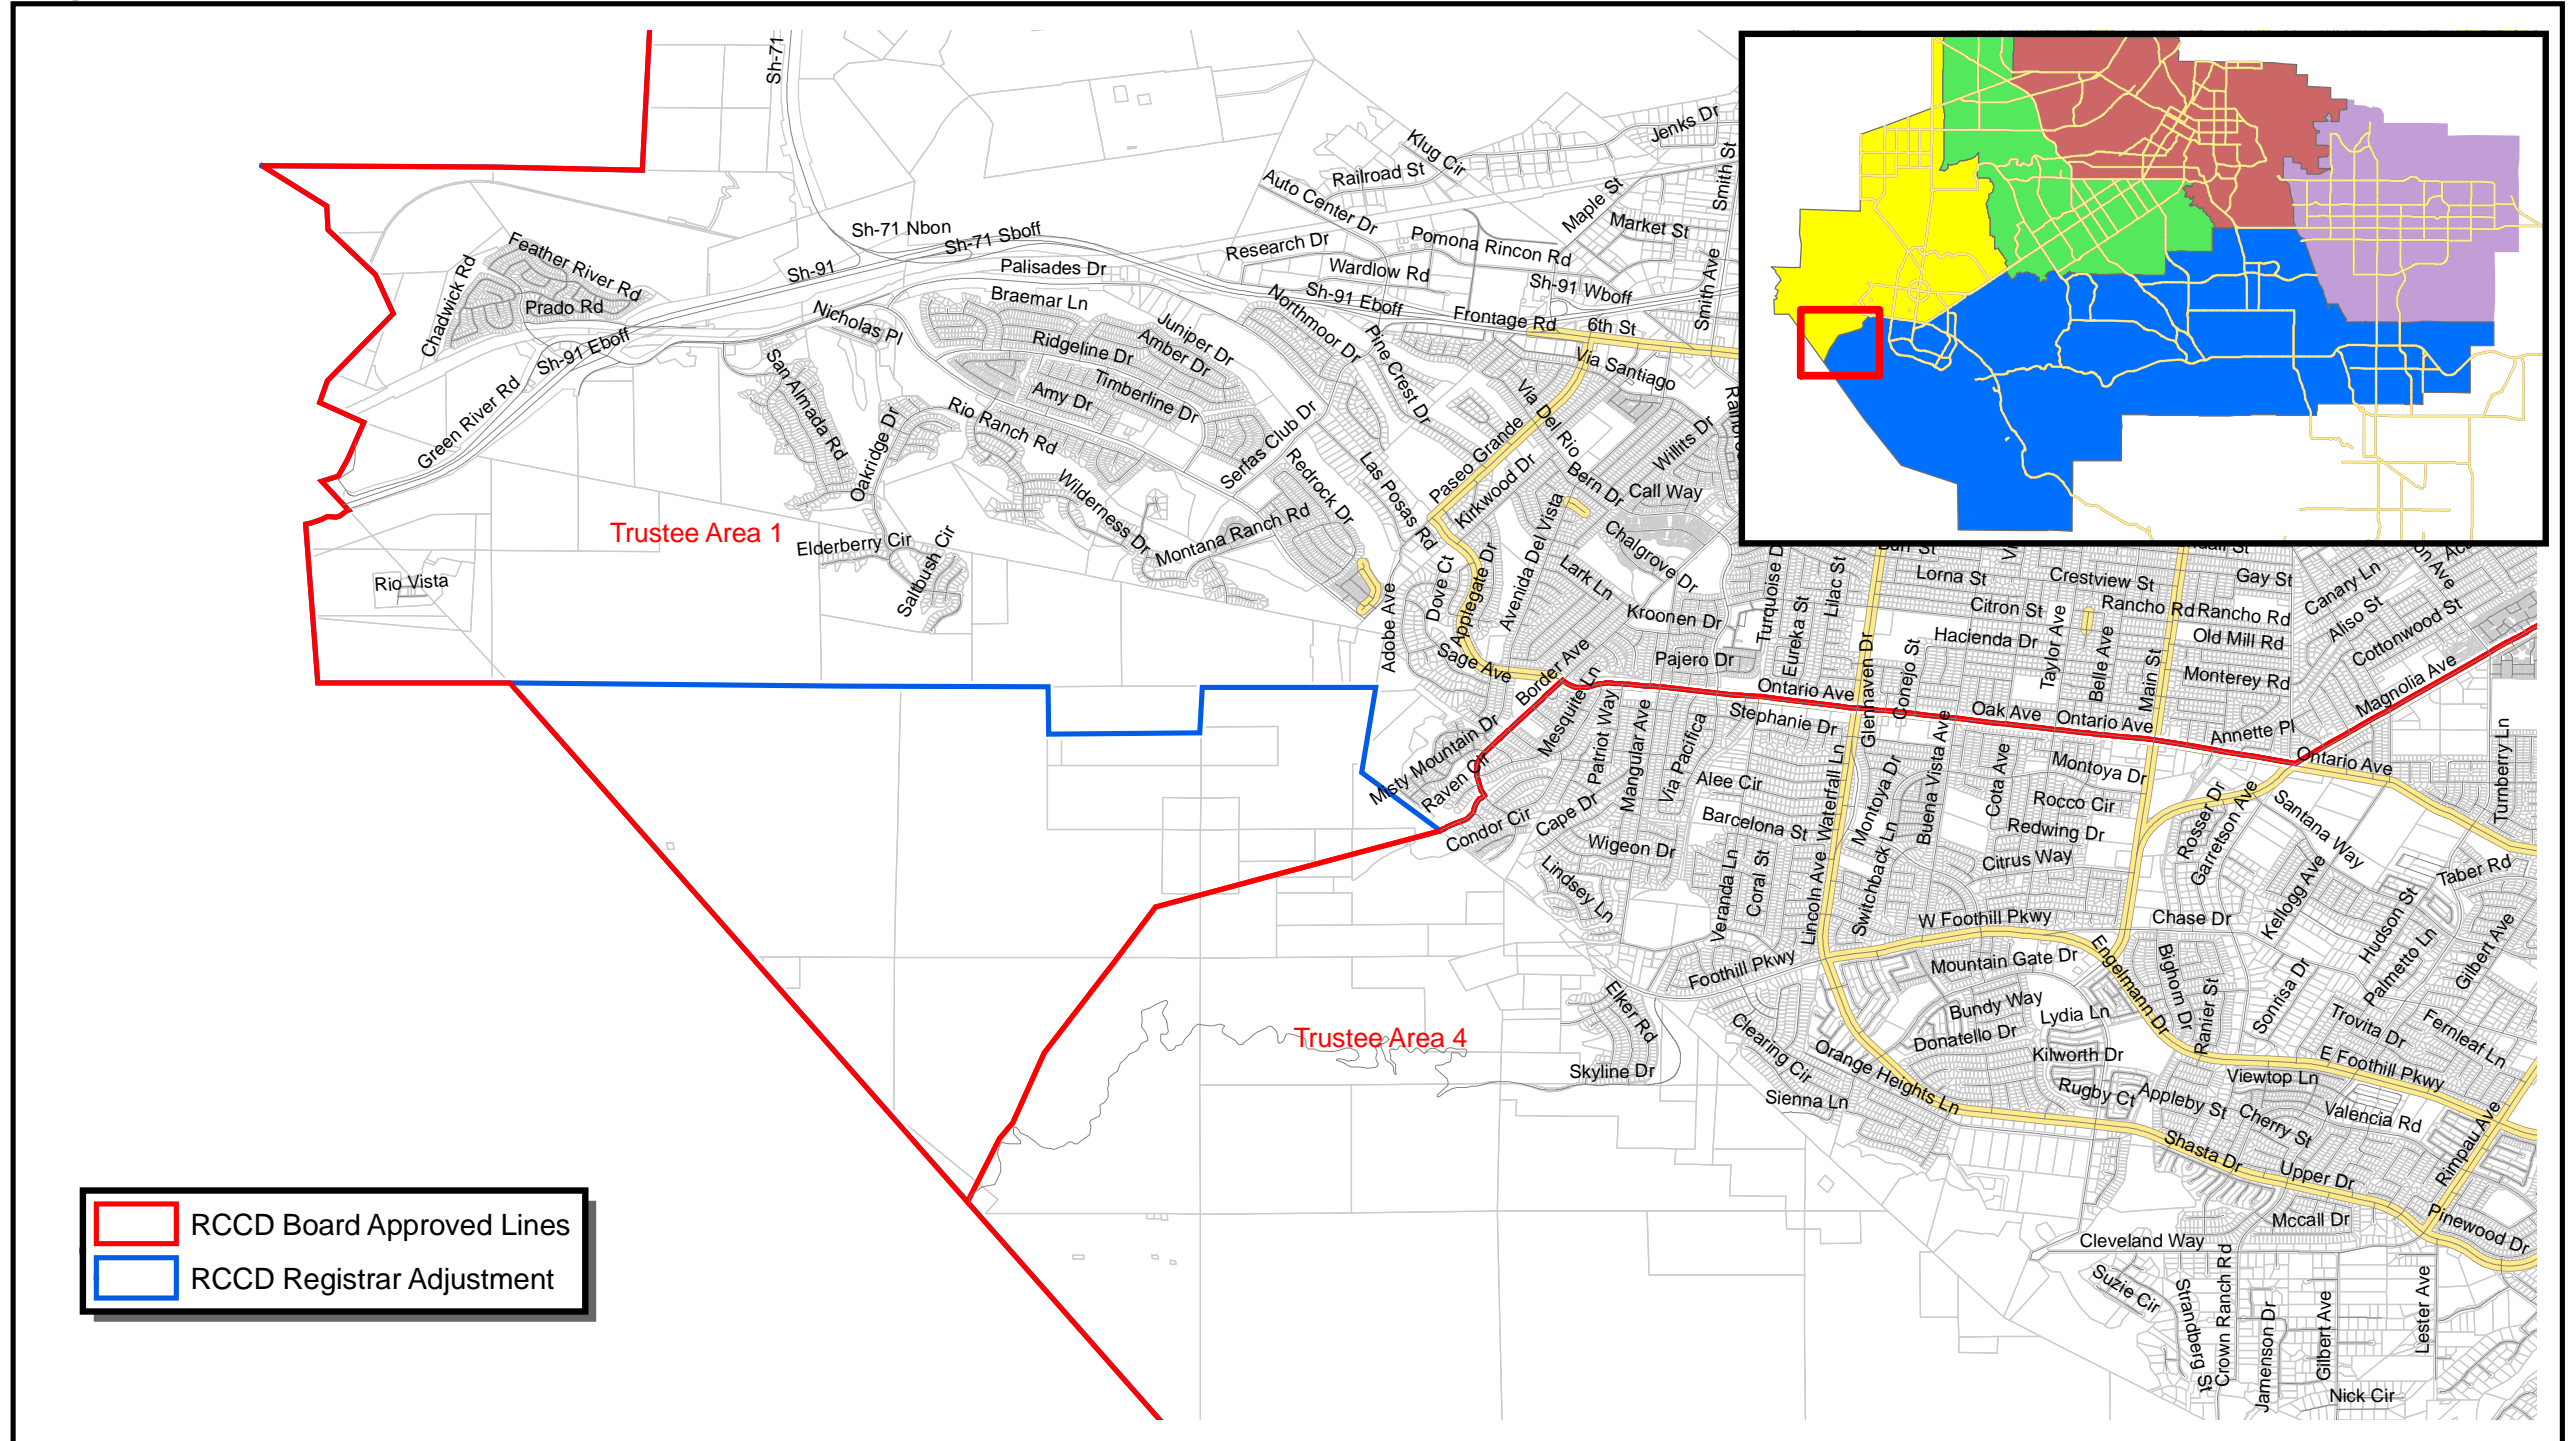 Sh-71
Jenks Dr
Klug Cir
Railroad St
Smith St
Auto Center Dr
Maple St
Market St
Sh-71 Nbon
Sh-71 Sboff
Research Dr
Pomona Rincon Rd
Feather River Rd
Chadwick Rd
Sh-91
Palisades Dr
Wardlow Rd
Sh-91 Wboff
Smith Ave
Prado Rd
Braemar Ln
Sh-91 Eboff
Northmoor Dr
Frontage Rd
6th St
Nicholas Pl
Juniper Dr
Sh-91 Eboff
Ridgeline Dr
Amber Dr
Pine Crest Dr
Via Santiago
San Almada Rd
Green River Rd
Amy Dr
Timberline Dr
Via Del Rio
Rio Ranch Rd
Oakridge Dr
Serfas Club Dr
Paseo Grande
Willits Dr
Las Posas Rd
Redrock Dr
Kirkwood Dr
Bern Dr
Call Way
Wilderness Dr
Trustee Area 1
Montana Ranch Rd
Avenida Del Vista
Chalgrove Dr
Elderberry Cir
Saltbush Cir
Rio Vista
Adobe Ave
Dove Ct
Applegate Dr
Lark Ln
Kroonen Dr
Turquoise D
Lilac St
Lorna St
Crestview St
Gay St
Canary Ln
Citron St
Rancho Rd
Rancho Rd
Aliso St
Cottonwood St
Eureka St
Hacienda Dr
Taylor Ave
Old Mill Rd
Belle Ave
Sage Ave
Border Ave
Pajero Dr
Glenhaven Dr
Conejo St
Main St
Monterey Rd
Magnolia Ave
Ontario Ave
Mesquite Ln
Patriot Way
Mangular Ave
Via Pacifica
Stephanie Dr
Oak Ave
Ontario Ave
Annette Pl
Ontario Ave
Turnberry Ln
Misty Mountain Dr
Raven Cir
Alee Cir
Waterfall Ln
Montoya Dr
Buena Vista Ave
Cota Ave
Montoya Dr
Rocco Cir
Rosser Dr
Garretson Ave
Santana Way
Condor Cir
Cape Dr
Barcelona St
Redwing Dr
Wigeon Dr
Citrus Way
Taber Rd
Lindsey Ln
Veranda Ln
Coral St
Lincoln Ave
Switchback Ln
W Foothill Pkwy
Chase Dr
Kellogg Ave
Hudson St
Palmetto Ln
Gilbert Ave
Foothill Pkwy
Mountain Gate Dr
Engelmann Dr
Bighorn Dr
Ranier St
Sonrisa Dr
Elker Rd
Bundy Way
Lydia Ln
Trovita Dr
Fernleaf Ln
Trustee Area 4
Clearing Cir
Donatello Dr
Kilworth Dr
E Foothill Pkwy
Skyline Dr
Orange Heights Ln
Viewtop Ln
Sienna Ln
Rugby Ct
Appleby St
Cherry St
Valencia Rd
Rimpau Ave
Shasta Dr
Upper Dr
Mccall Dr
Pinewood Dr
Cleveland Way
Suzie Cir
Strandberg St
Crown Ranch Rd
Jamenson Dr
Gilbert Ave
Lester Ave
Nick Cir
RCCD Board Approved Lines
RCCD Registrar Adjustment